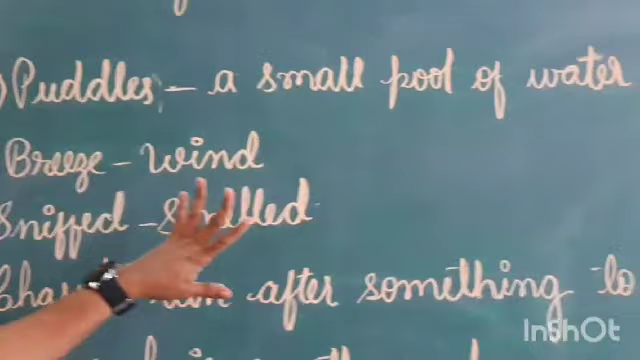 Puddles - a small pool of water
Breeze - wind
Sniffed - Smelled
after something to
InShOt